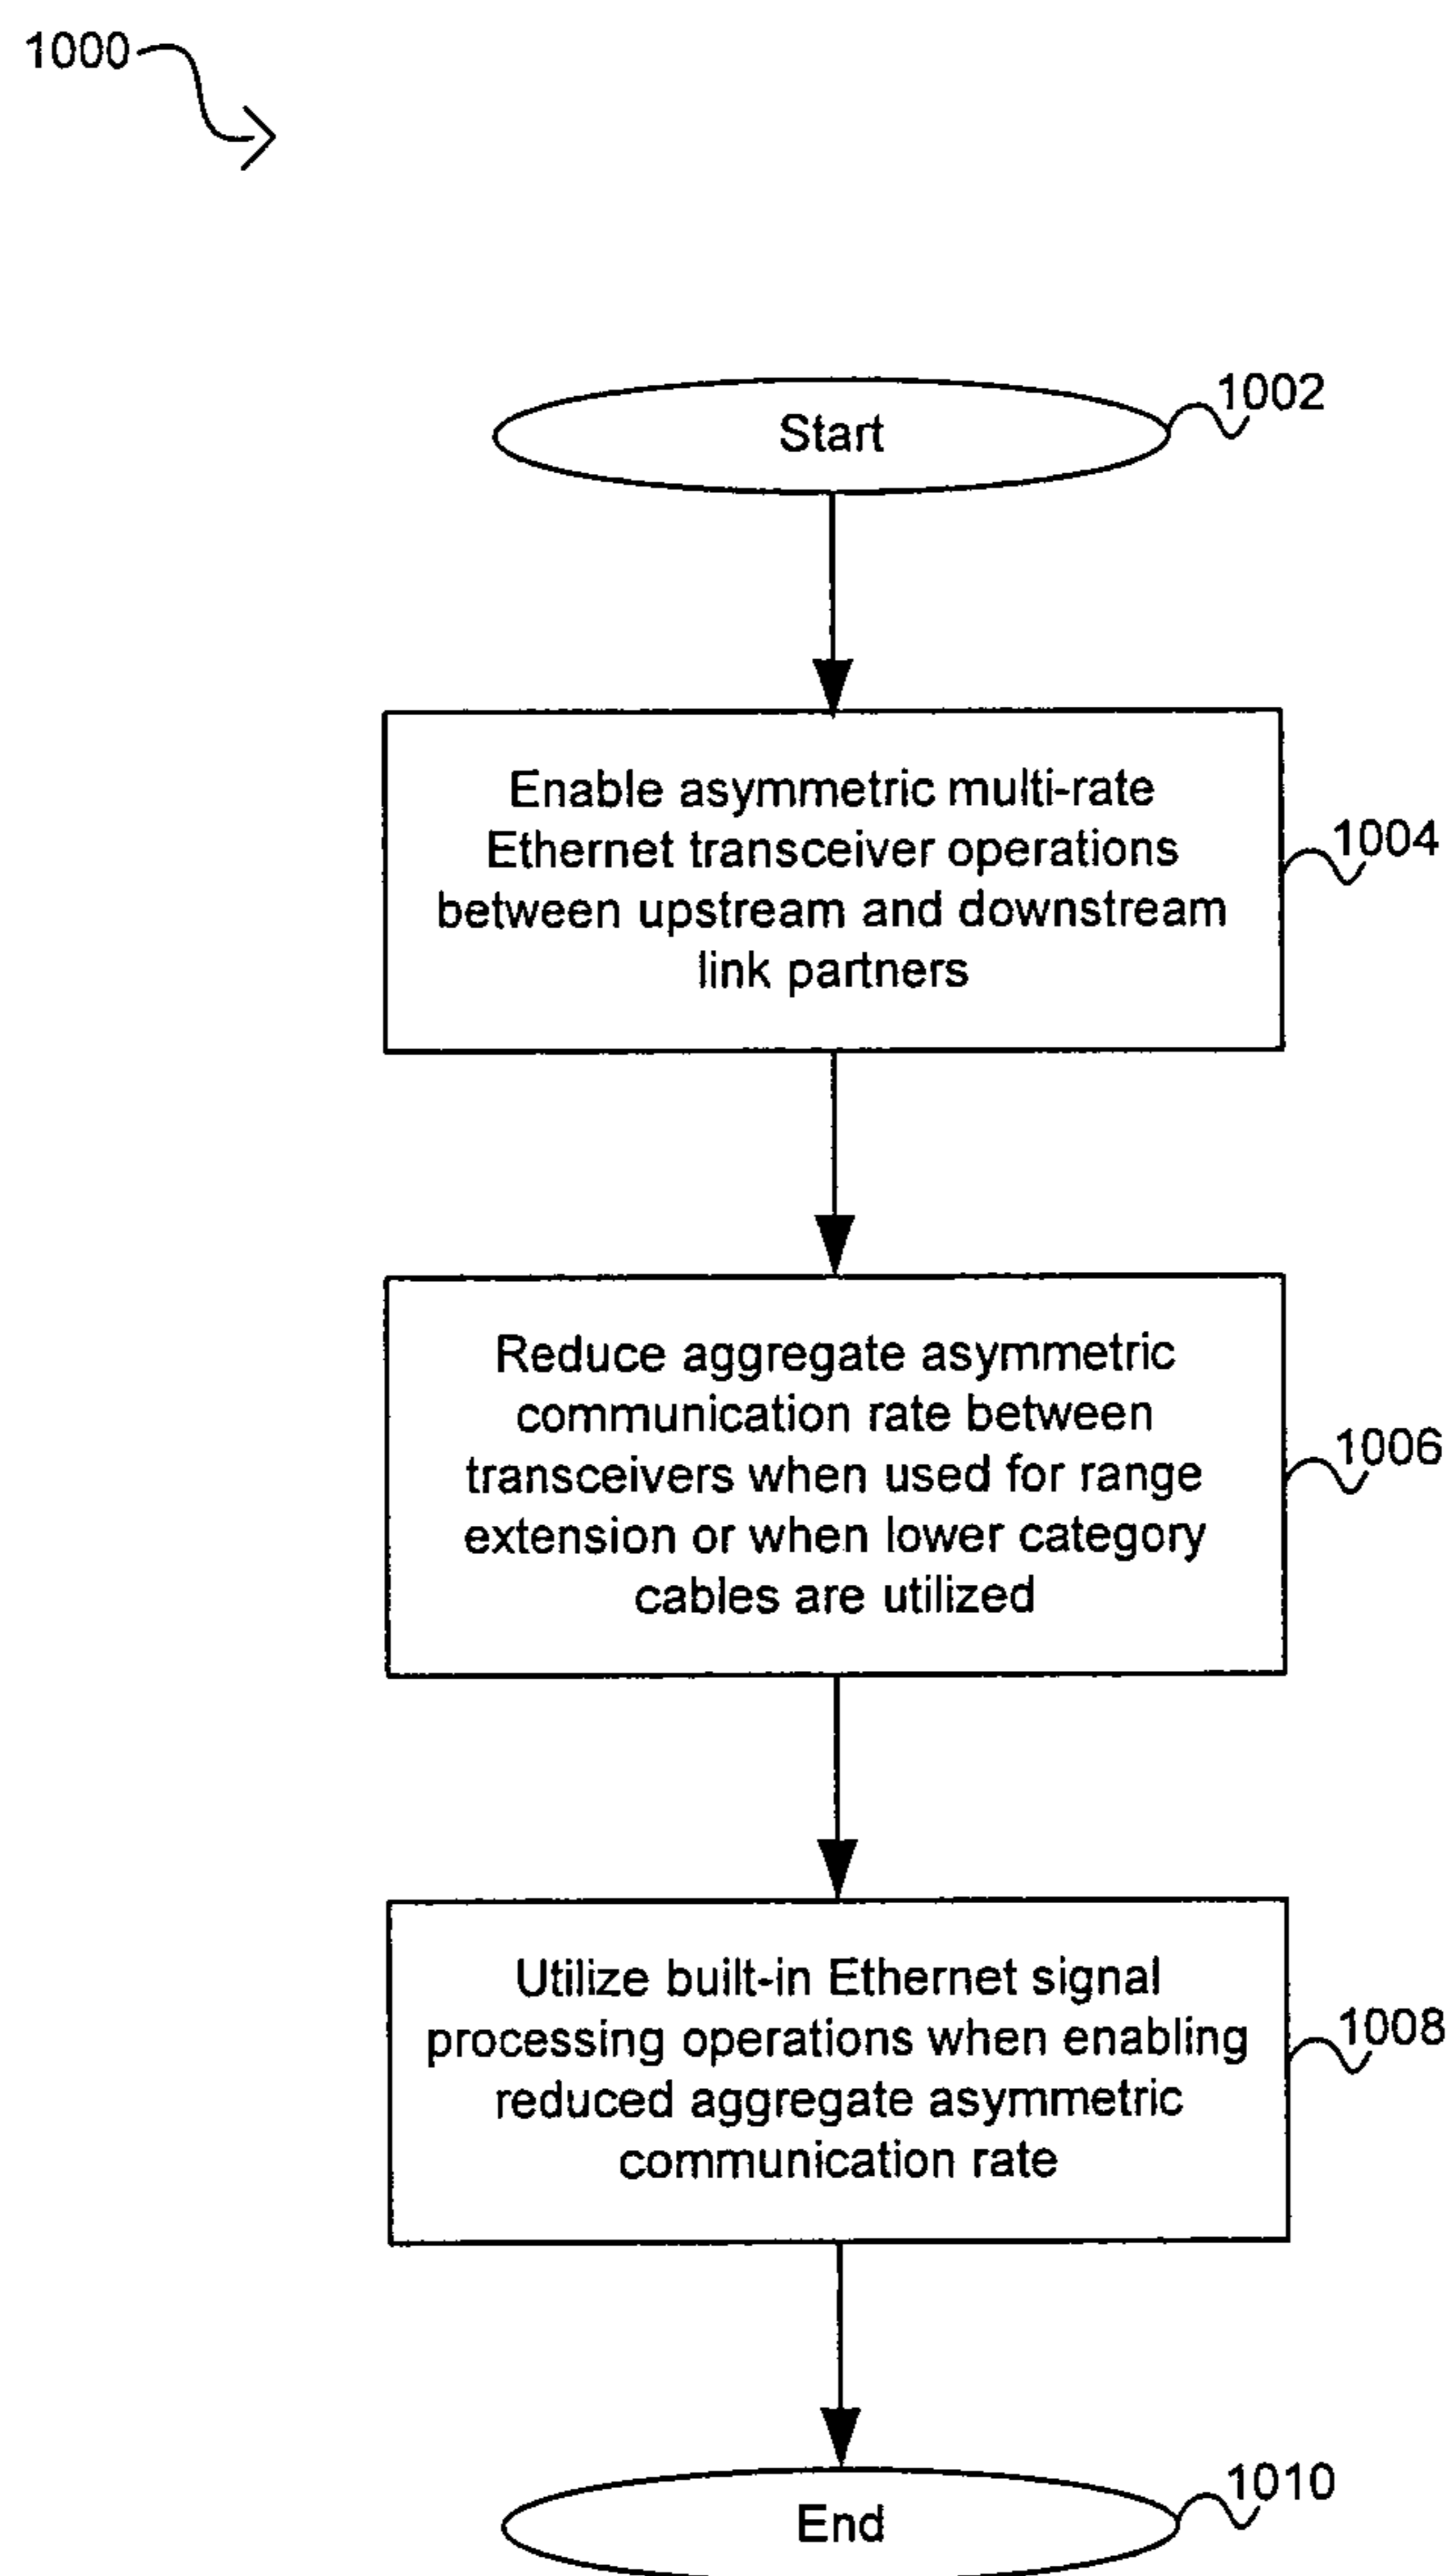 1000
Start
1002
Enable asymmetric multi-rate
Ethernet transceiver operations
between upstream and downstream
link partners
1004
Reduce aggregate asymmetric
communication rate between
transceivers when used for range
extension or when lower category
cables are utilized
1006
Utilize built-in Ethernet signal
processing operations when enabling
reduced aggregate asymmetric
communication rate
1008
End
1010